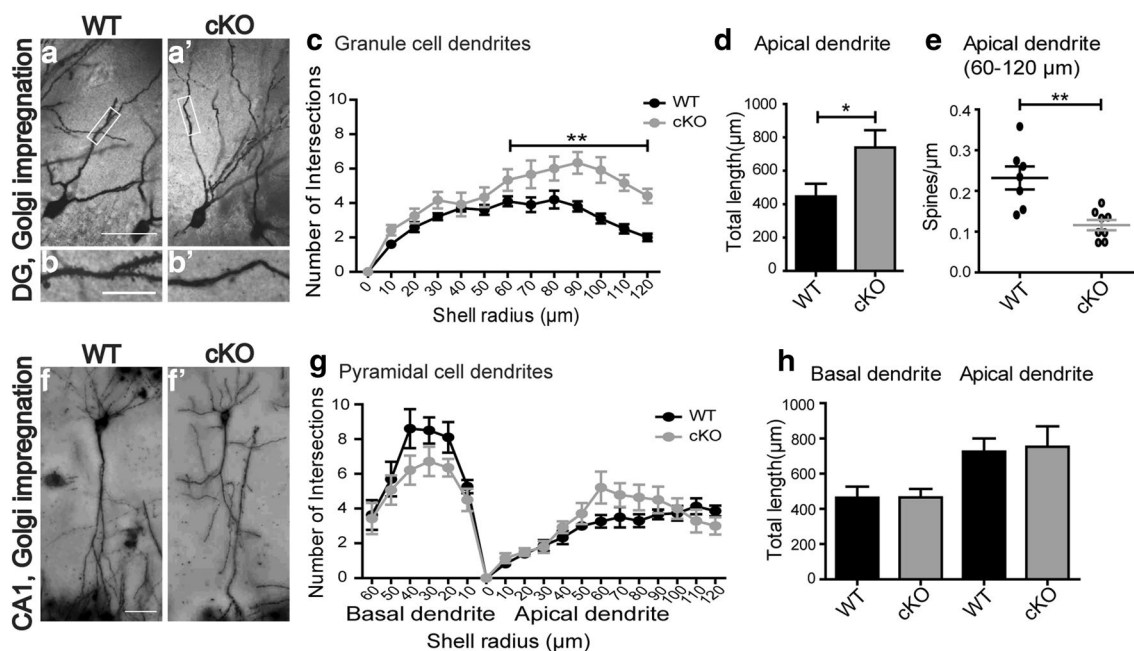 WT
cKO
a
a'
b
b'
DG, Golgi impregnation
c
Granule cell dendrites
Number of Intersections
10
8
6
4
2
0
WT
cKO
**
0
10
20
30
40
50
60
70
80
90
100
110
120
Shell radius (µm)
d
Apical dendrite
Total length(µm)
1000
800
600
400
200
0
*
WT
cKO
e
Apical dendrite
(60-120 µm)
Spines/µm
0.4
0.3
0.2
0.1
0.0
**
WT
cKO
WT
cKO
f
f'
CA1, Golgi impregnation
g
Pyramidal cell dendrites
Number of Intersections
10
8
6
4
2
0
WT
cKO
60
50
40
30
20
10
0
10
20
30
40
50
60
70
80
90
100
110
120
Basal dendrite
Apical dendrite
Shell radius (µm)
h
Basal dendrite
Apical dendrite
Total length(µm)
1000
800
600
400
200
0
WT
cKO
WT
cKO